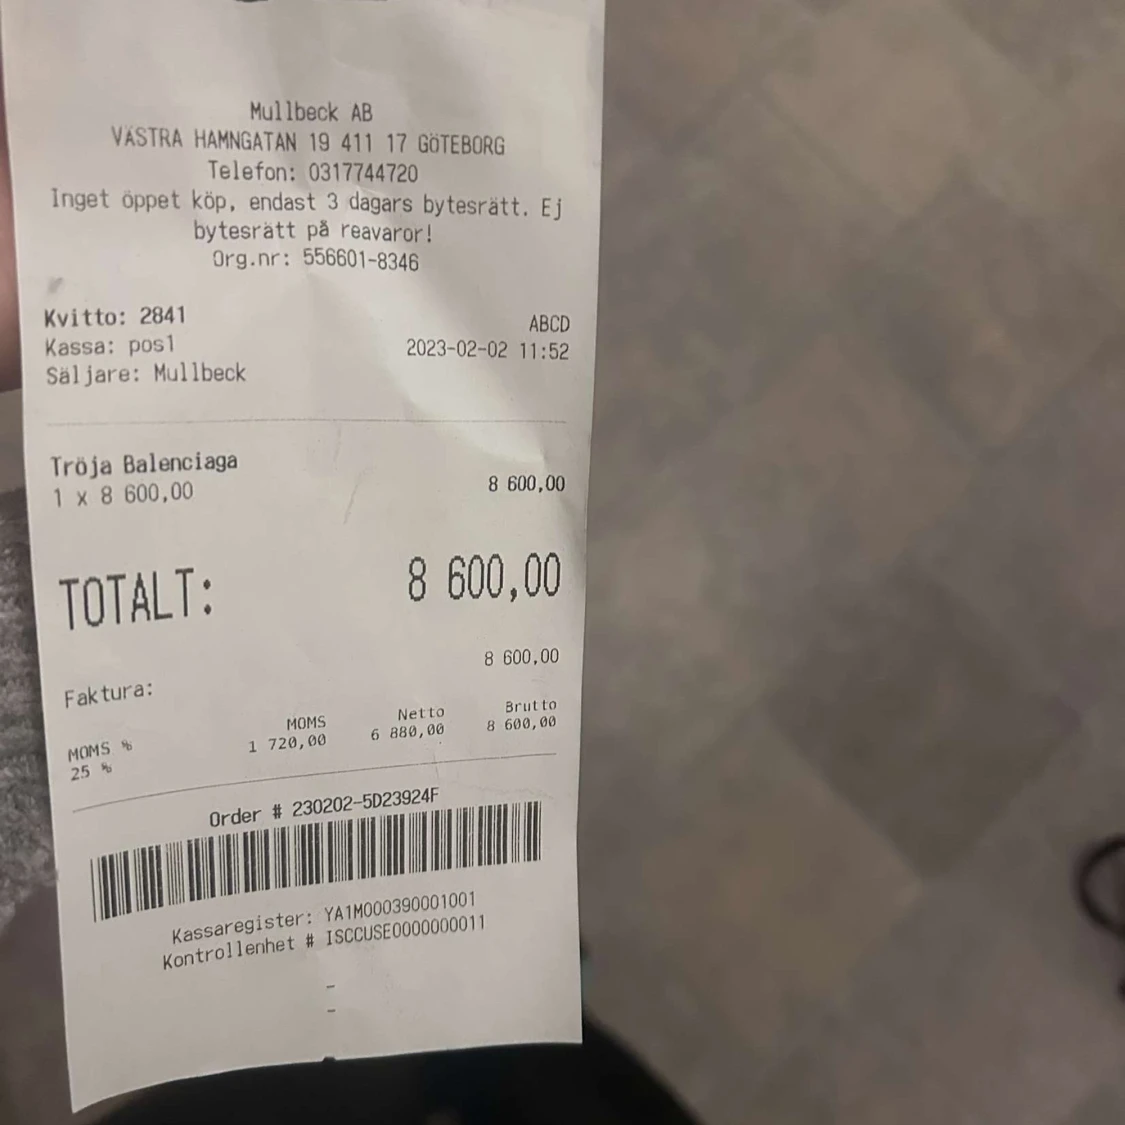 Mullbeck AB
VÄSTRA HAMNGATAN 19 411 17 GöTEBORG
Telefon: 0317744720
Inget öppet köp, endast 3 dagars bytesrätt. Ej
bytesrätt på reavaror!
Org.nr: 556601-8346
Kvitto: 2841
ABCD
Kassa: pos1
2023-02-02 11:52
Säljare: Mullbeck
Tröja Balenciaga
1 x 8 600,00 8 600,00
TOTALT: 8 600,00
8 600,00
Faktura:
MOMS % MOMS Netto Brutto
25 % 1 720,00 6 880,00 8 600,00
Order # 230202-5D23924F
Kassaregister: YA1M000390001001
Kontrollenhet # ISCCUSE0000000011
-
-